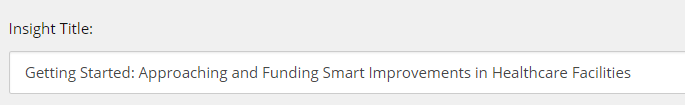 Insight Title:
Getting Started: Approaching and Funding Smart Improvements in Healthcare Facilities